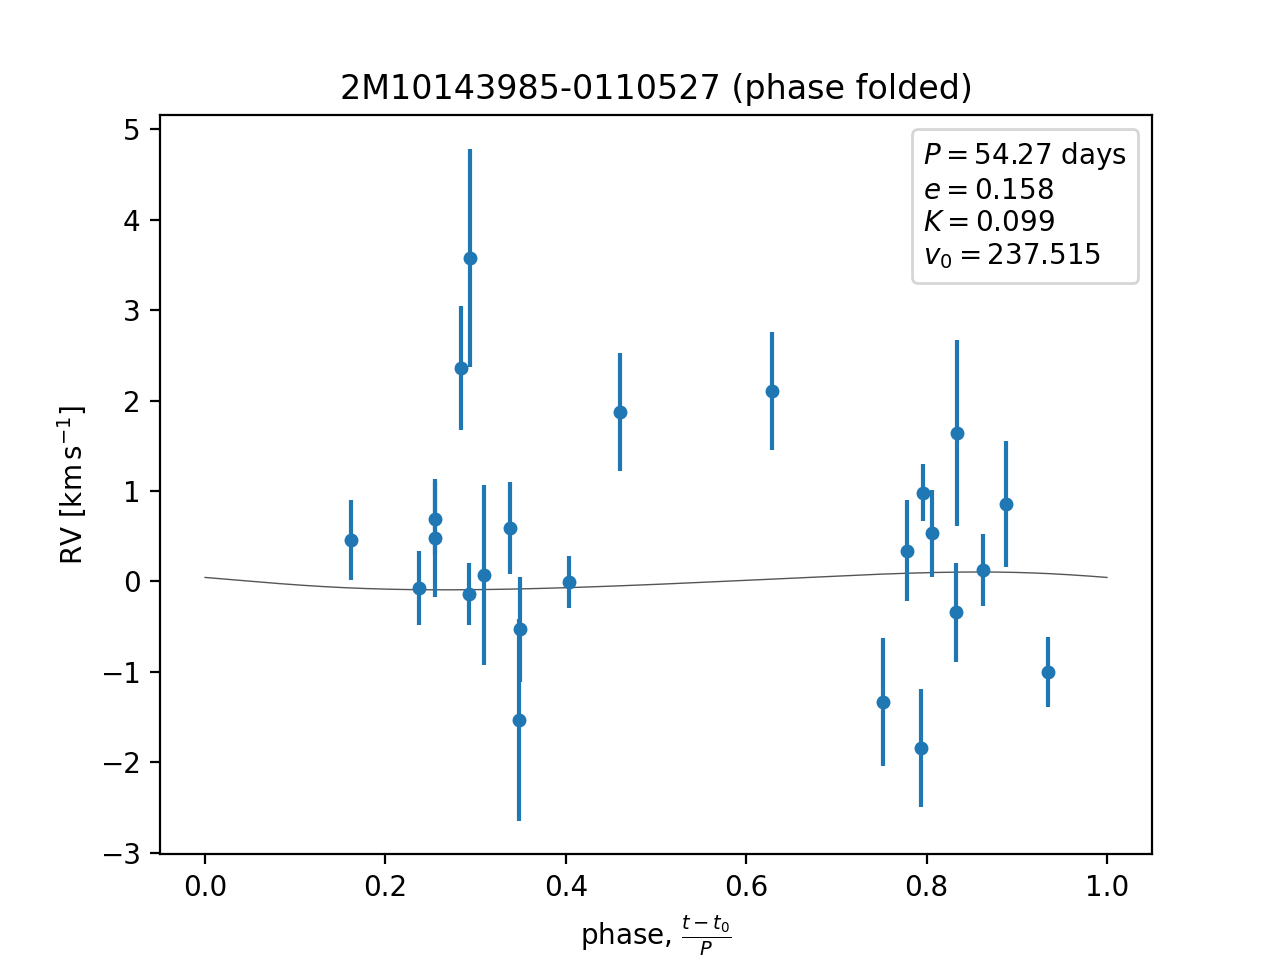 2M10143985-0110527 (phase folded)
P = 54.27 days
e = 0.158
K = 0.099
v₀ = 237.515
5
4
3
2
1
0
−1
−2
−3
RV [km s⁻¹]
0.0 0.2 0.4 0.6 0.8 1.0
phase, (t − t₀)/P